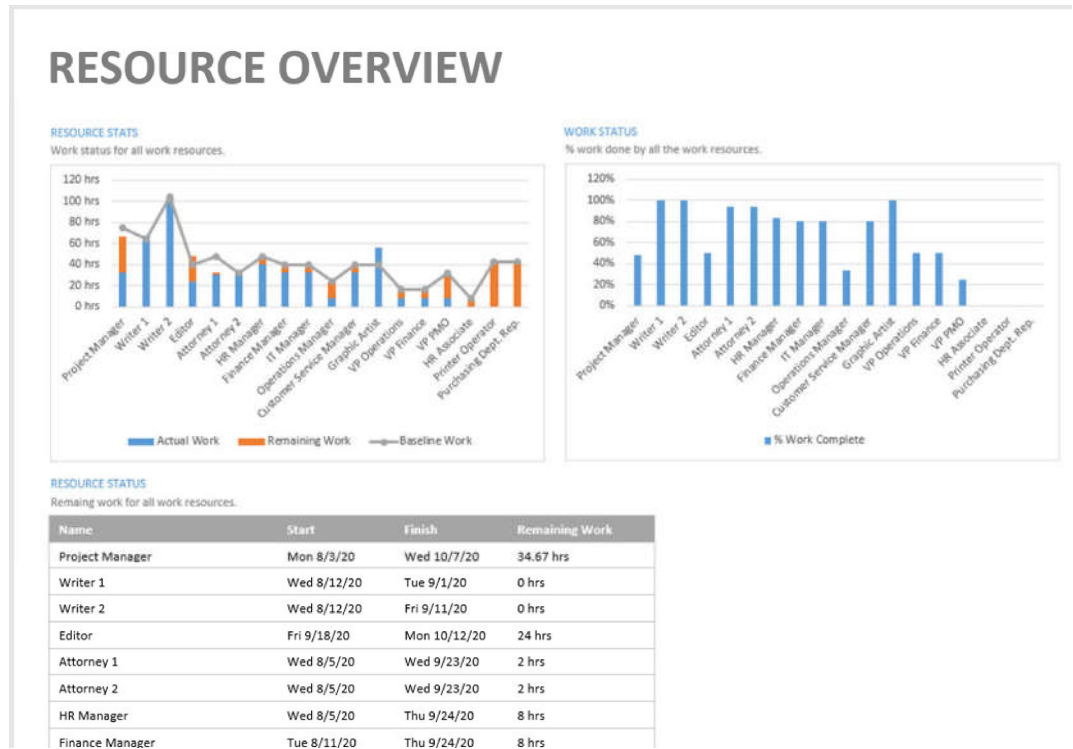 RESOURCE OVERVIEW
RESOURCE STATS
Work status for all work resources.
120 hrs
100 hrs
80 hrs
60 hrs
40 hrs
20 hrs
0 hrs
Project Manager
Writer 1
Writer 2
Editor
Attorney 1
Attorney 2
HR Manager
Finance Manager
IT Manager
Operations Manager
Customer Service Manager
Graphic Artist
VP Operations
VP Finance
VP PMO
HR Associate
Printer Operator
Purchasing Dept. Rep.
Actual Work Remaining Work Baseline Work
WORK STATUS
% work done by all the work resources.
120%
100%
80%
60%
40%
20%
0%
Project Manager
Writer 1
Writer 2
Editor
Attorney 1
Attorney 2
HR Manager
Finance Manager
IT Manager
Operations Manager
Customer Service Manager
Graphic Artist
VP Operations
VP Finance
VP PMO
HR Associate
Printer Operator
Purchasing Dept. Rep.
% Work Complete
RESOURCE STATUS
Remaing work for all work resources.
Name Start Finish Remaining Work
Project Manager Mon 8/3/20 Wed 10/7/20 34.67 hrs
Writer 1 Wed 8/12/20 Tue 9/1/20 0 hrs
Writer 2 Wed 8/12/20 Fri 9/11/20 0 hrs
Editor Fri 9/18/20 Mon 10/12/20 24 hrs
Attorney 1 Wed 8/5/20 Wed 9/23/20 2 hrs
Attorney 2 Wed 8/5/20 Wed 9/23/20 2 hrs
HR Manager Wed 8/5/20 Thu 9/24/20 8 hrs
Finance Manager Tue 8/11/20 Thu 9/24/20 8 hrs